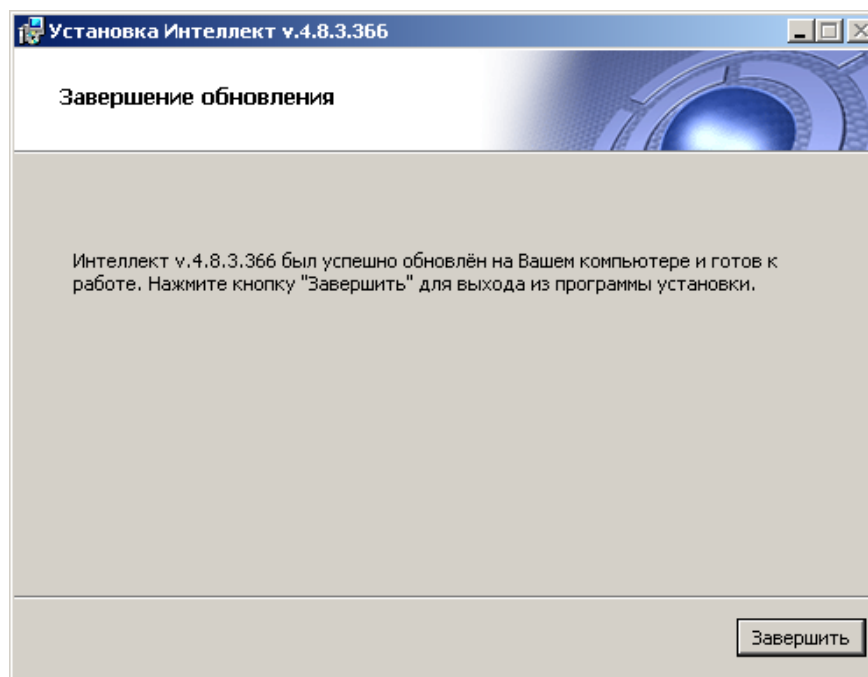 Установка Интеллект v.4.8.3.366
Завершение обновления
Интеллект v.4.8.3.366 был успешно обновлён на Вашем компьютере и готов к
работе. Нажмите кнопку "Завершить" для выхода из программы установки.
Завершить